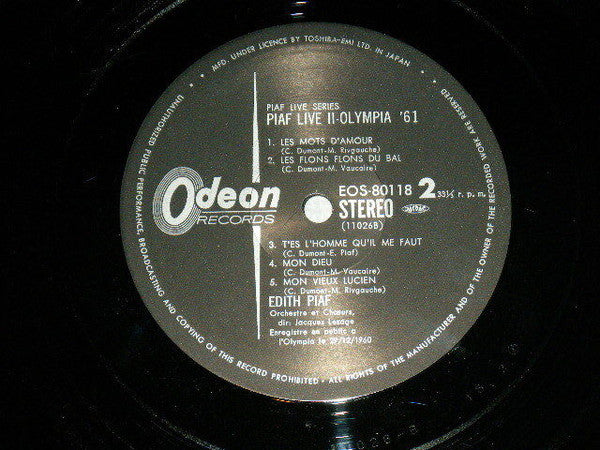 MFD. UNDER LICENCE BY TOSHIBA-EMI LTD. IN JAPAN
UNAUTHORIZED PUBLIC PERFORMANCE, BROADCASTING AND COPYING OF THIS RECORD PROHIBITED · ALL RIGHTS OF THE MANUFACTURER AND OF THE OWNER OF THE RECORDED WORK ARE RESERVED
PIAF LIVE SERIES
PIAF LIVE II-OLYMPIA '61
1. LES MOTS D'AMOUR
(C. Dumont-M. Rivgauche)
2. LES FLONS FLONS DU BAL
(C. Dumont-M. Vaucaire)
Odeon
RECORDS
EOS-80118 2 33⅓ r. p. m.
STEREO
(11026B)
3. T'ES L'HOMME QU'IL ME FAUT
(C. Dumont-E. Piaf)
4. MON DIEU
(C. Dumont-M. Vaucaire)
5. MON VIEUX LUCIEN
(C. Dumont-M. Rivgauche)
EDITH PIAF
Orchestre et Chœurs,
dir: Jacques Lesage
Enregistre en public a
l'Olympia le 29/12/1960